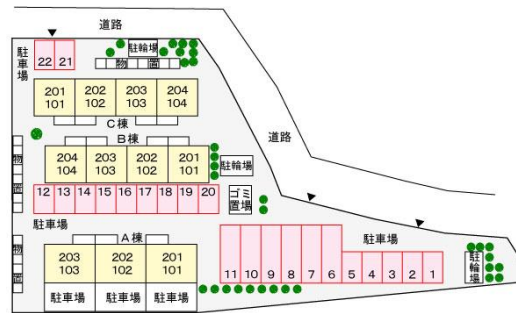 道路
駐車場
22 21
駐輪場
物 置
201 202 203 204
101 102 103 104
C棟
道路
B棟
204 203 202 201
104 103 102 101
駐輪場
物置
12 13 14 15 16 17 18 19 20
ゴミ置場
駐車場
A棟
203 202 201
103 102 101
駐車場 駐車場 駐車場
物置
駐車場
11 10 9 8 7 6 5 4 3 2 1
駐輪場